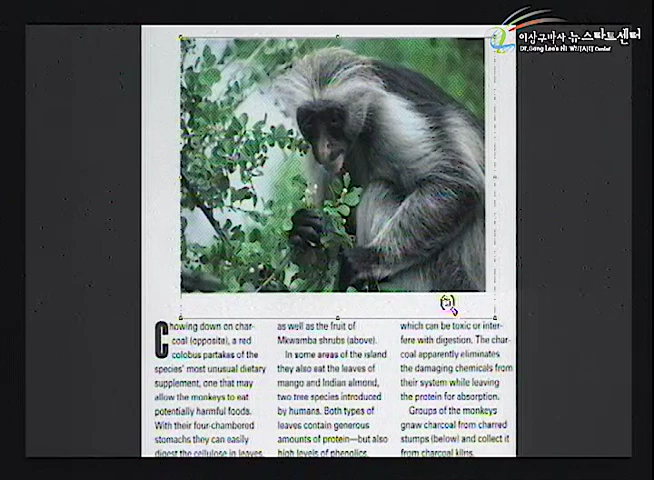 이상구박사 뉴스타트센터
Chowing down on char-
coal (opposite), a red
colobus partakes of the
species' most unusual dietary
supplement, one that may
allow the monkeys to eat
potentially harmful foods.
With their four-chambered
stomachs they can easily
digest the cellulose in leaves,
as well as the fruit of
Mkwamba shrubs (above).
In some areas of the island
they also eat the leaves of
mango and Indian almond,
two tree species introduced
by humans. Both types of
leaves contain generous
amounts of protein—but also
high levels of phenolics,
which can be toxic or inter-
fere with digestion. The char-
coal apparently eliminates
the damaging chemicals from
their system while leaving
the protein for absorption.
Groups of the monkeys
gnaw charcoal from charred
stumps (below) and collect it
from charcoal kilns.